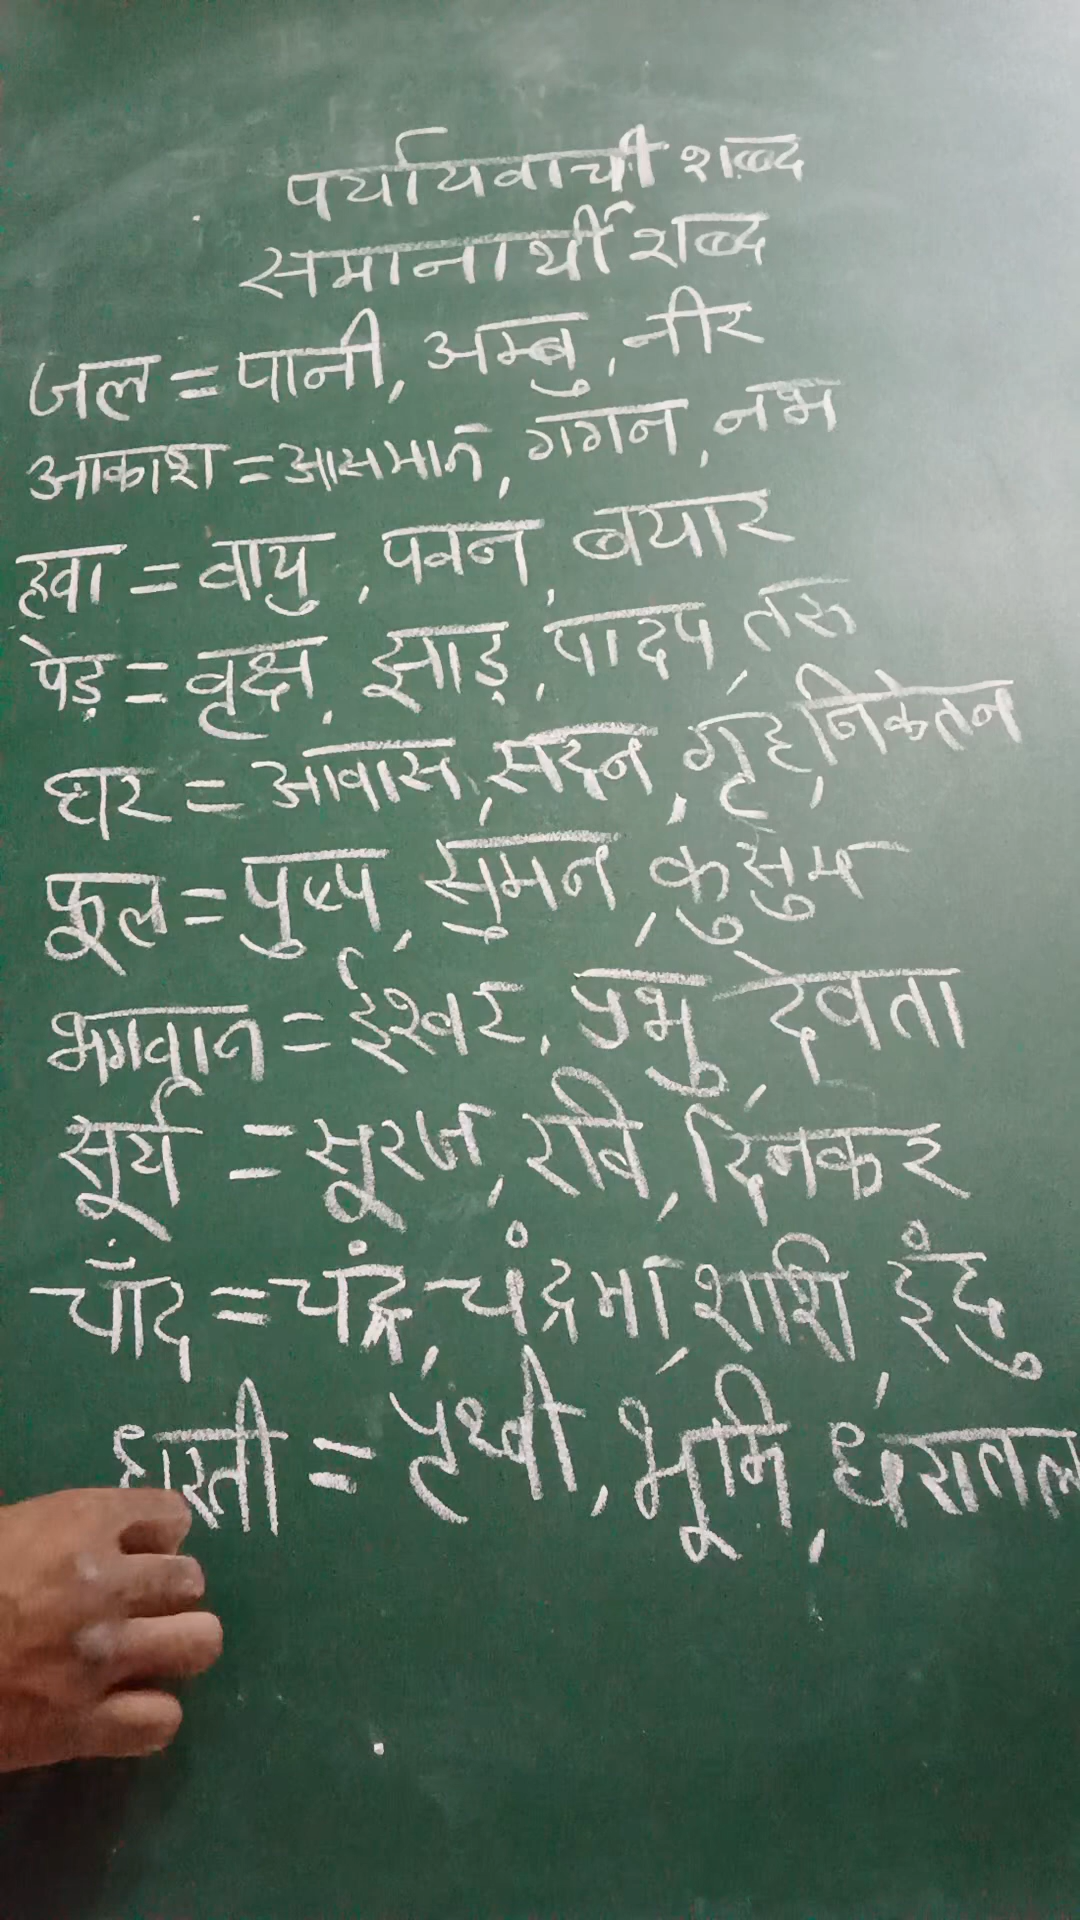 पर्यायवाची शब्द
समानार्थी शब्द
जल = पानी, अम्बु, नीर
आकाश = आसमान, गगन, नभ
हवा = वायु, पवन, बयार
पेड़ = वृक्ष, झाड़, पादप, तरू
घर = आवास, सदन, गृह, निकेतन
फूल = पुष्प, सुमन, कुसुम
भगवान = ईश्वर, प्रभु, देवता
सूर्य = सूरज, रवि, दिनकर
चाँद = चंद्र, चंद्रमा, शशि, इंदु
धरती = पृथ्वी, भूमि, धरातल